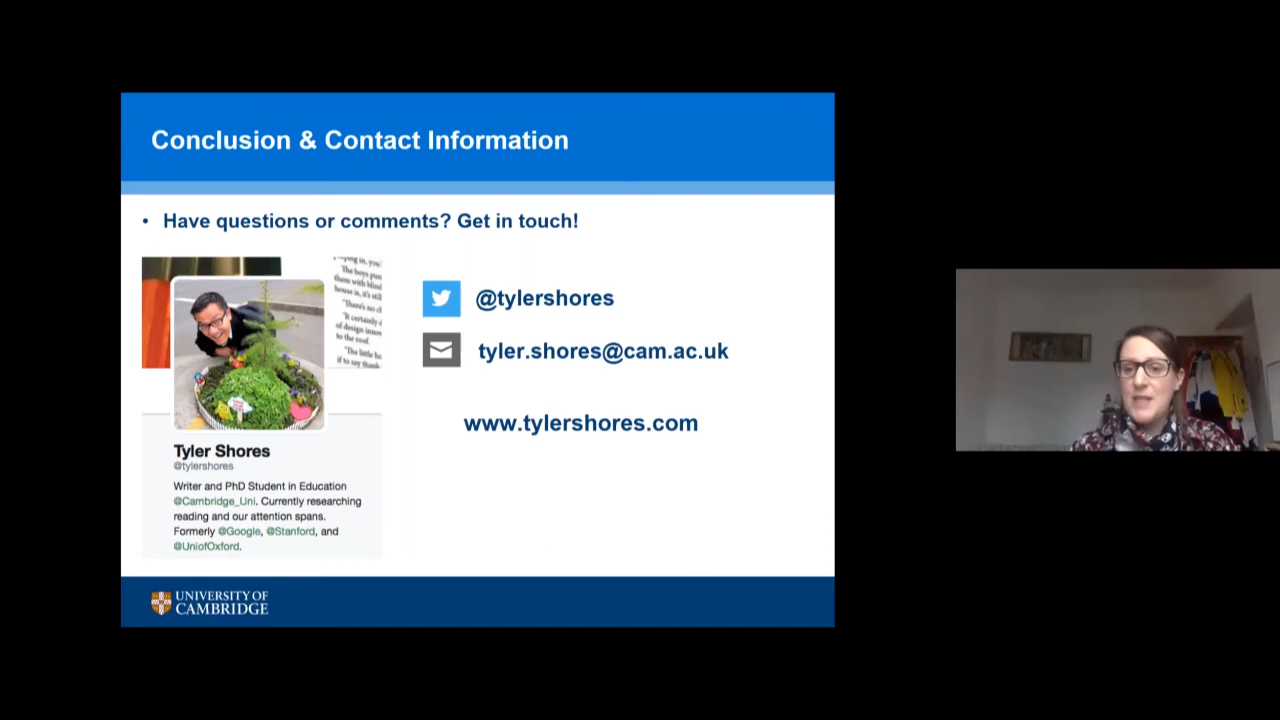 Conclusion & Contact Information
• Have questions or comments? Get in touch!
@tylershores
tyler.shores@cam.ac.uk
www.tylershores.com
Tyler Shores
@tylershores
Writer and PhD Student in Education
@Cambridge_Uni. Currently researching
reading and our attention spans.
Formerly @Google, @Stanford, and
@UniofOxford.
UNIVERSITY OF
CAMBRIDGE